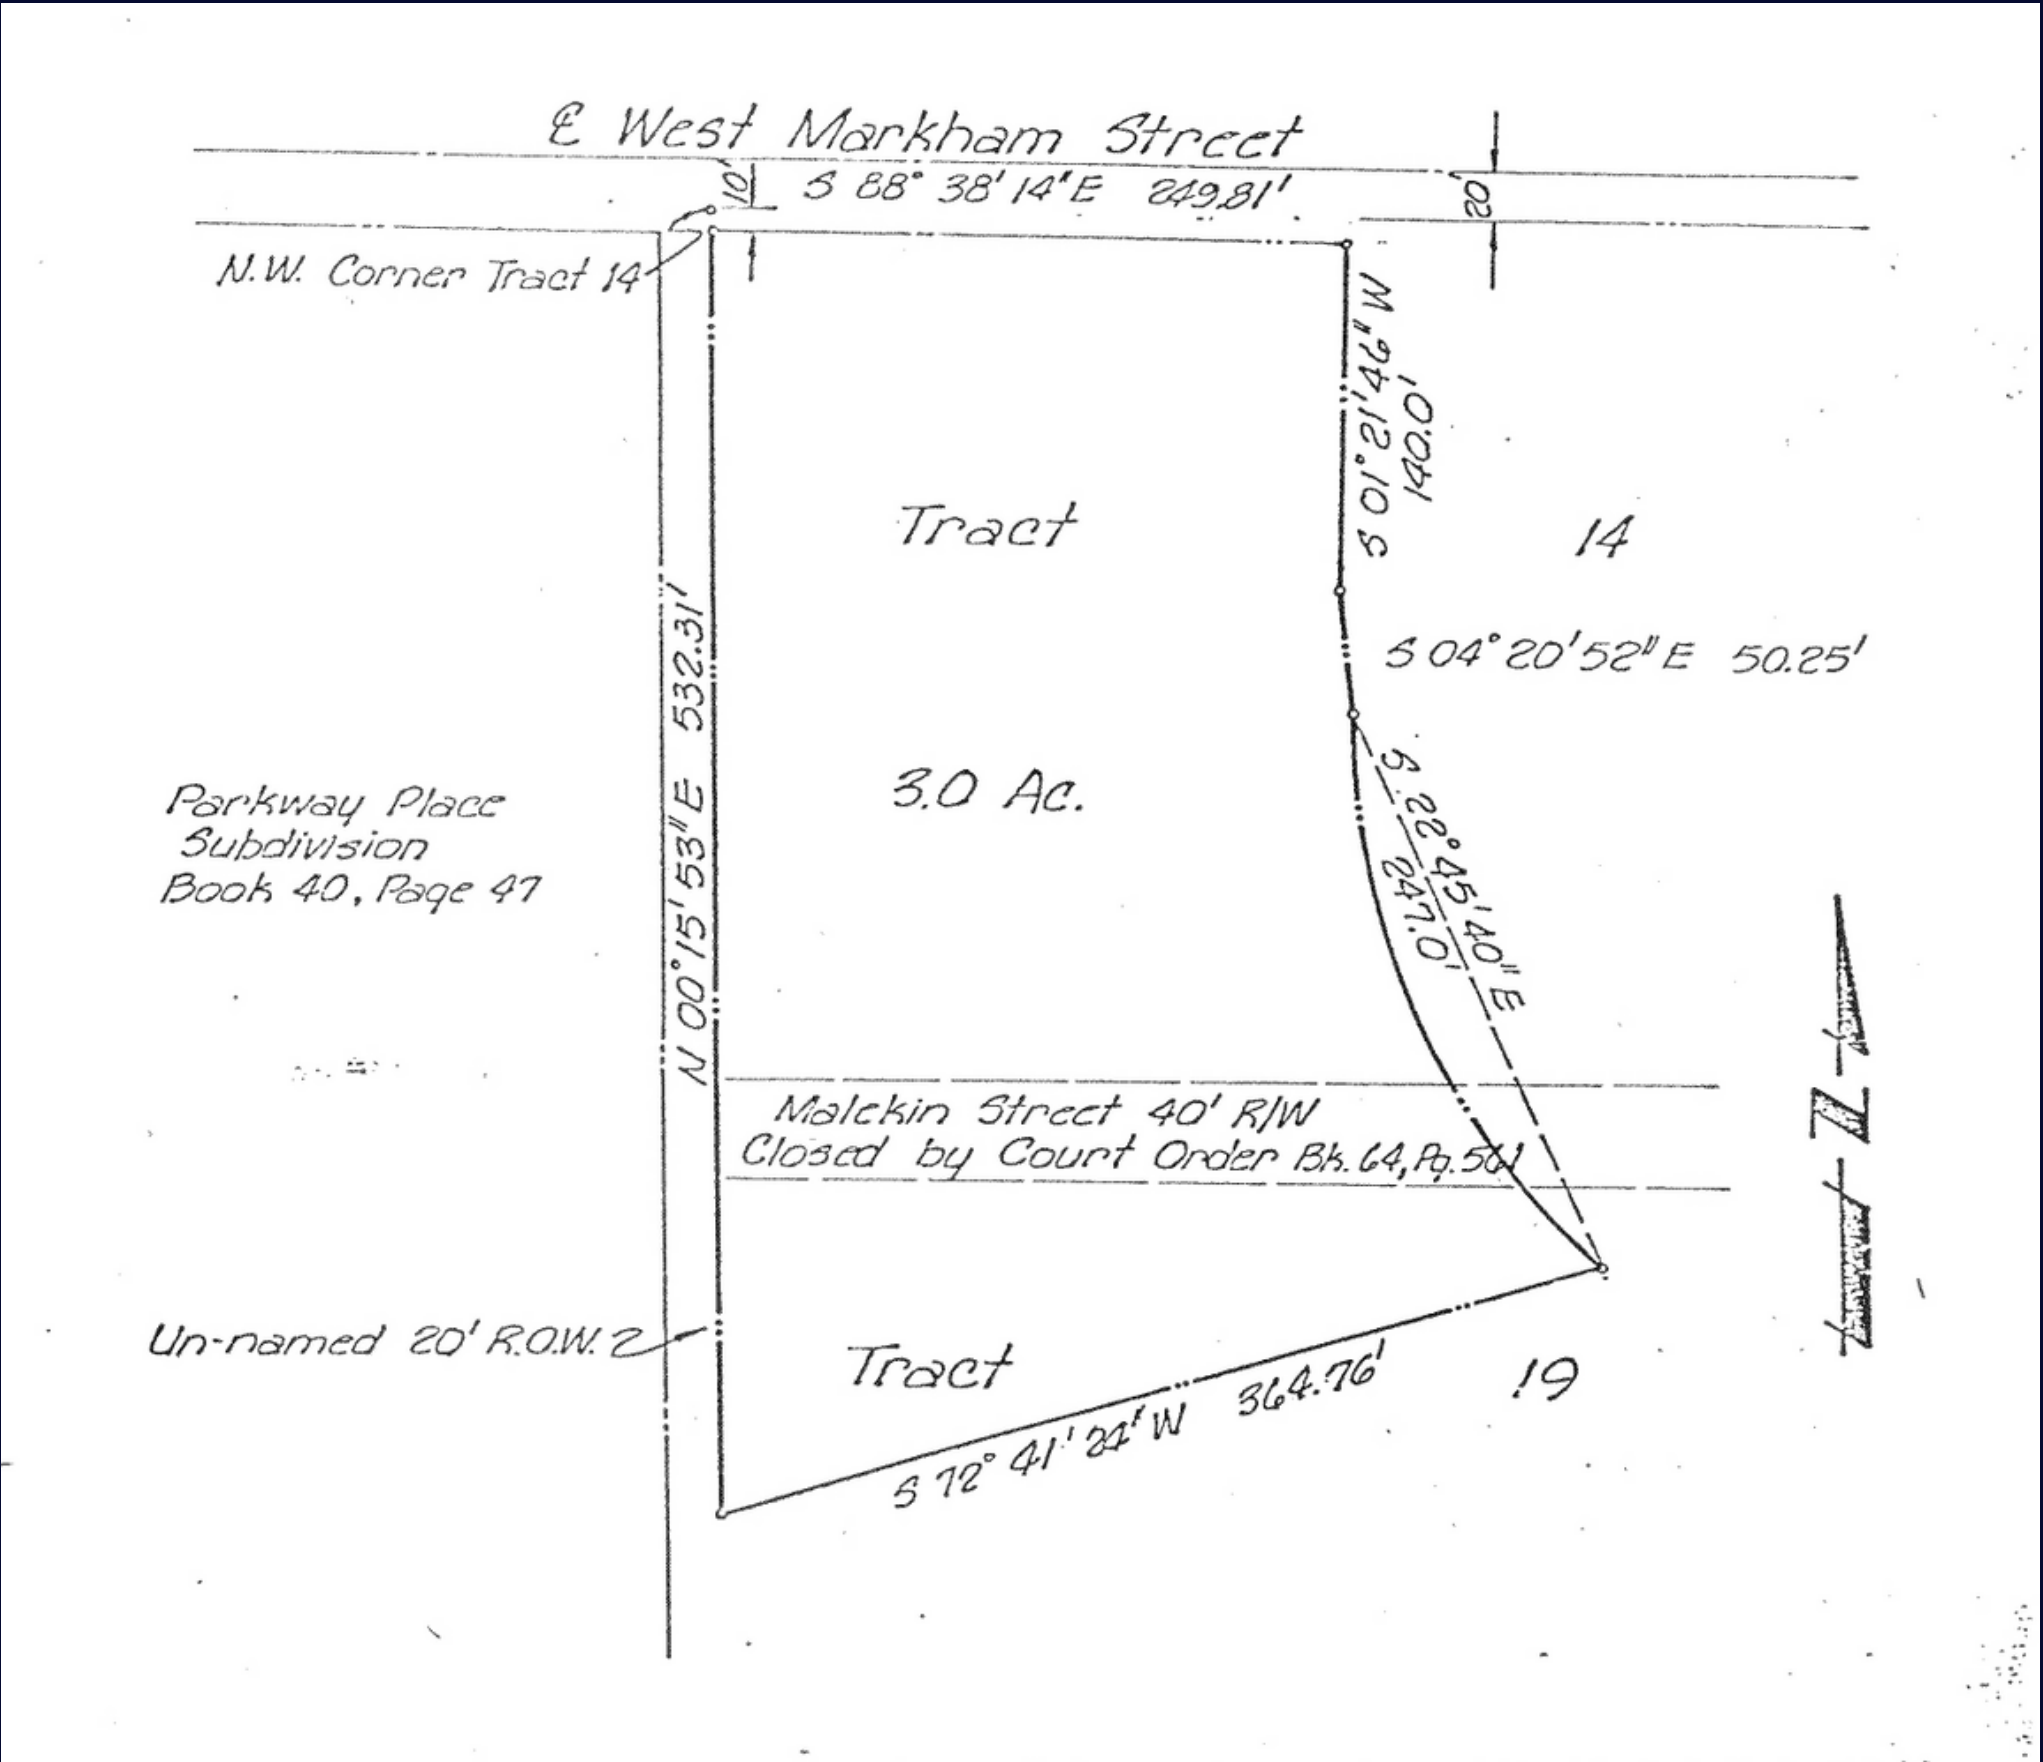 ℄ West Markham Street
10'
S 88° 38' 14" E 249.81'
20'
N.W. Corner Tract 14
S 01° 21' 46" W
140.0'
Tract
14
N 00° 15' 53" E 532.31'
S 04° 20' 52" E 50.25'
3.0 Ac.
S 22° 45' 40" E
247.0'
Parkway Place
Subdivision
Book 40, Page 47
Malekin Street 40' R/W
Closed by Court Order Bk. 64, Pg. 561
N
Un-named 20' R.O.W.
Tract
19
S 72° 41' 24" W 364.76'